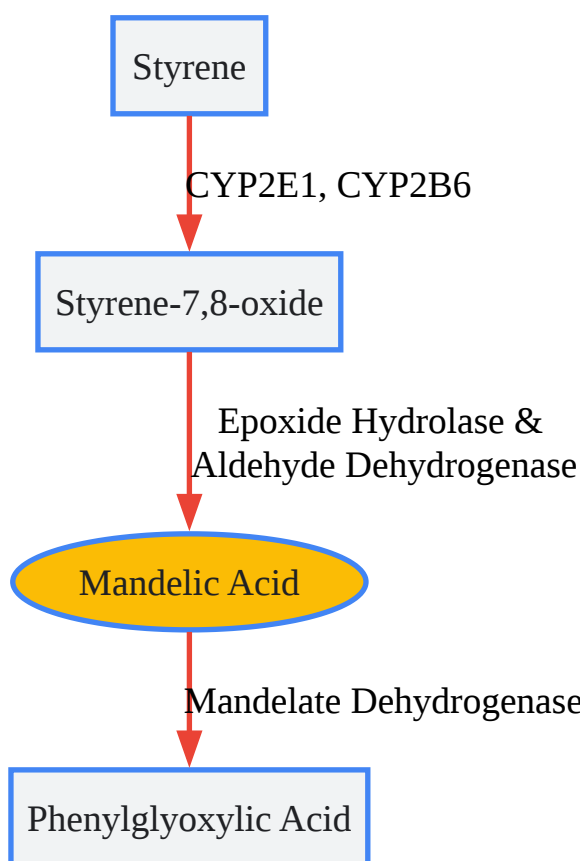 Styrene
CYP2E1, CYP2B6
Styrene-7,8-oxide
Epoxide Hydrolase &
Aldehyde Dehydrogenase
Mandelic Acid
Mandelate Dehydrogenase
Phenylglyoxylic Acid